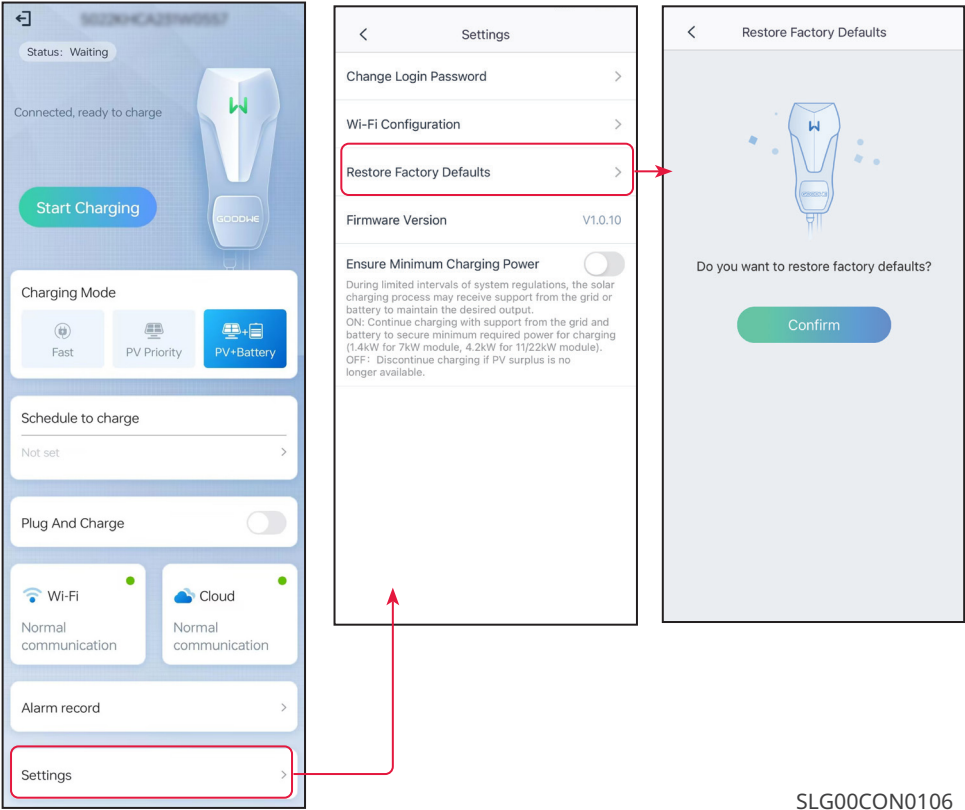 Status: Waiting
Connected, ready to charge
Start Charging
GOODWE
Charging Mode
Fast
PV Priority
PV+Battery
Schedule to charge
Not set
Plug And Charge
Wi-Fi
Normal
communication
Cloud
Normal
communication
Alarm record
Settings
Settings
Change Login Password
Wi-Fi Configuration
Restore Factory Defaults
Firmware Version V1.0.10
Ensure Minimum Charging Power
During limited intervals of system regulations, the solar
charging process may receive support from the grid or
battery to maintain the desired output.
ON: Continue charging with support from the grid and
battery to secure minimum required power for charging
(1.4kW for 7kW module, 4.2kW for 11/22kW module).
OFF: Discontinue charging if PV surplus is no
longer available.
Restore Factory Defaults
Do you want to restore factory defaults?
Confirm
SLG00CON0106